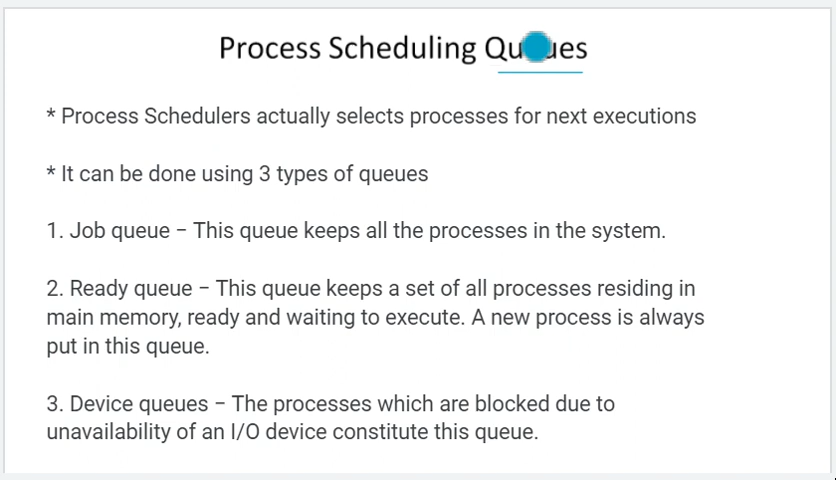 Process Scheduling Queues
* Process Schedulers actually selects processes for next executions
* It can be done using 3 types of queues
1. Job queue − This queue keeps all the processes in the system.
2. Ready queue − This queue keeps a set of all processes residing in
main memory, ready and waiting to execute. A new process is always
put in this queue.
3. Device queues − The processes which are blocked due to
unavailability of an I/O device constitute this queue.